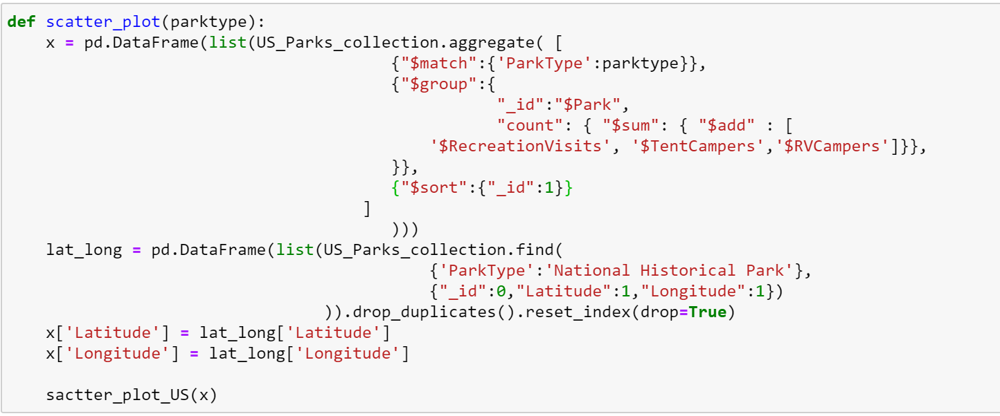 def scatter_plot(parktype):
    x = pd.DataFrame(list(US_Parks_collection.aggregate( [
                                        {"$match":{'ParkType':parktype}},
                                        {"$group":{
                                                   "_id":"$Park",
                                                   "count": { "$sum": { "$add" : [
                                            '$RecreationVisits', '$TentCampers','$RVCampers']}},
                                        }},
                                        {"$sort":{"_id":1}}
                                     ]
                                        )))
    lat_long = pd.DataFrame(list(US_Parks_collection.find(
                                            {'ParkType':'National Historical Park'},
                                            {"_id":0,"Latitude":1,"Longitude":1})
                                 )).drop_duplicates().reset_index(drop=True)
    x['Latitude'] = lat_long['Latitude']
    x['Longitude'] = lat_long['Longitude']

    sactter_plot_US(x)